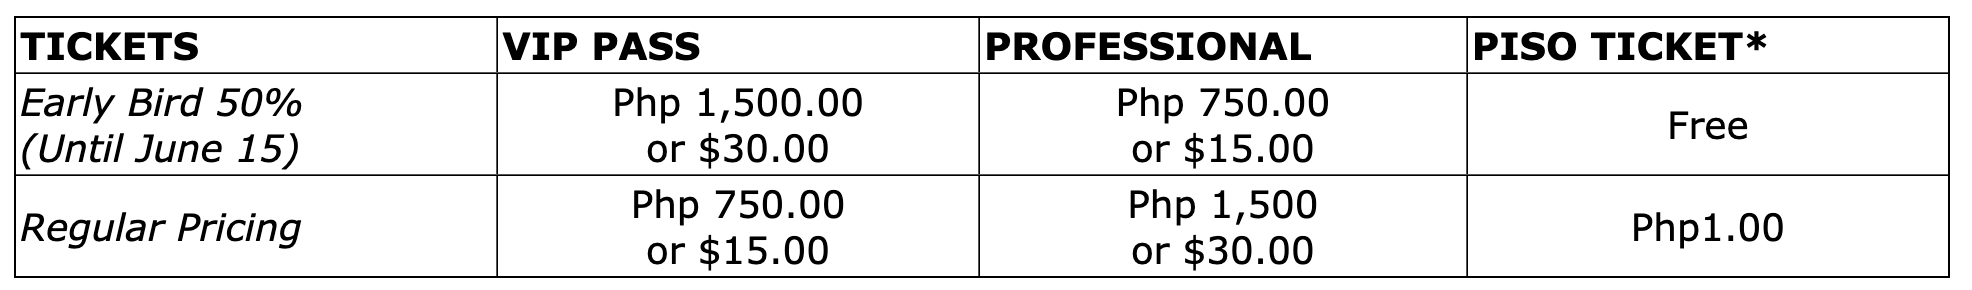 TICKETS VIP PASS PROFESSIONAL PISO TICKET*
Early Bird 50% Php 1,500.00 Php 750.00 Free
(Until June 15) or $30.00 or $15.00
Regular Pricing Php 750.00 Php 1,500 Php1.00
or $15.00 or $30.00